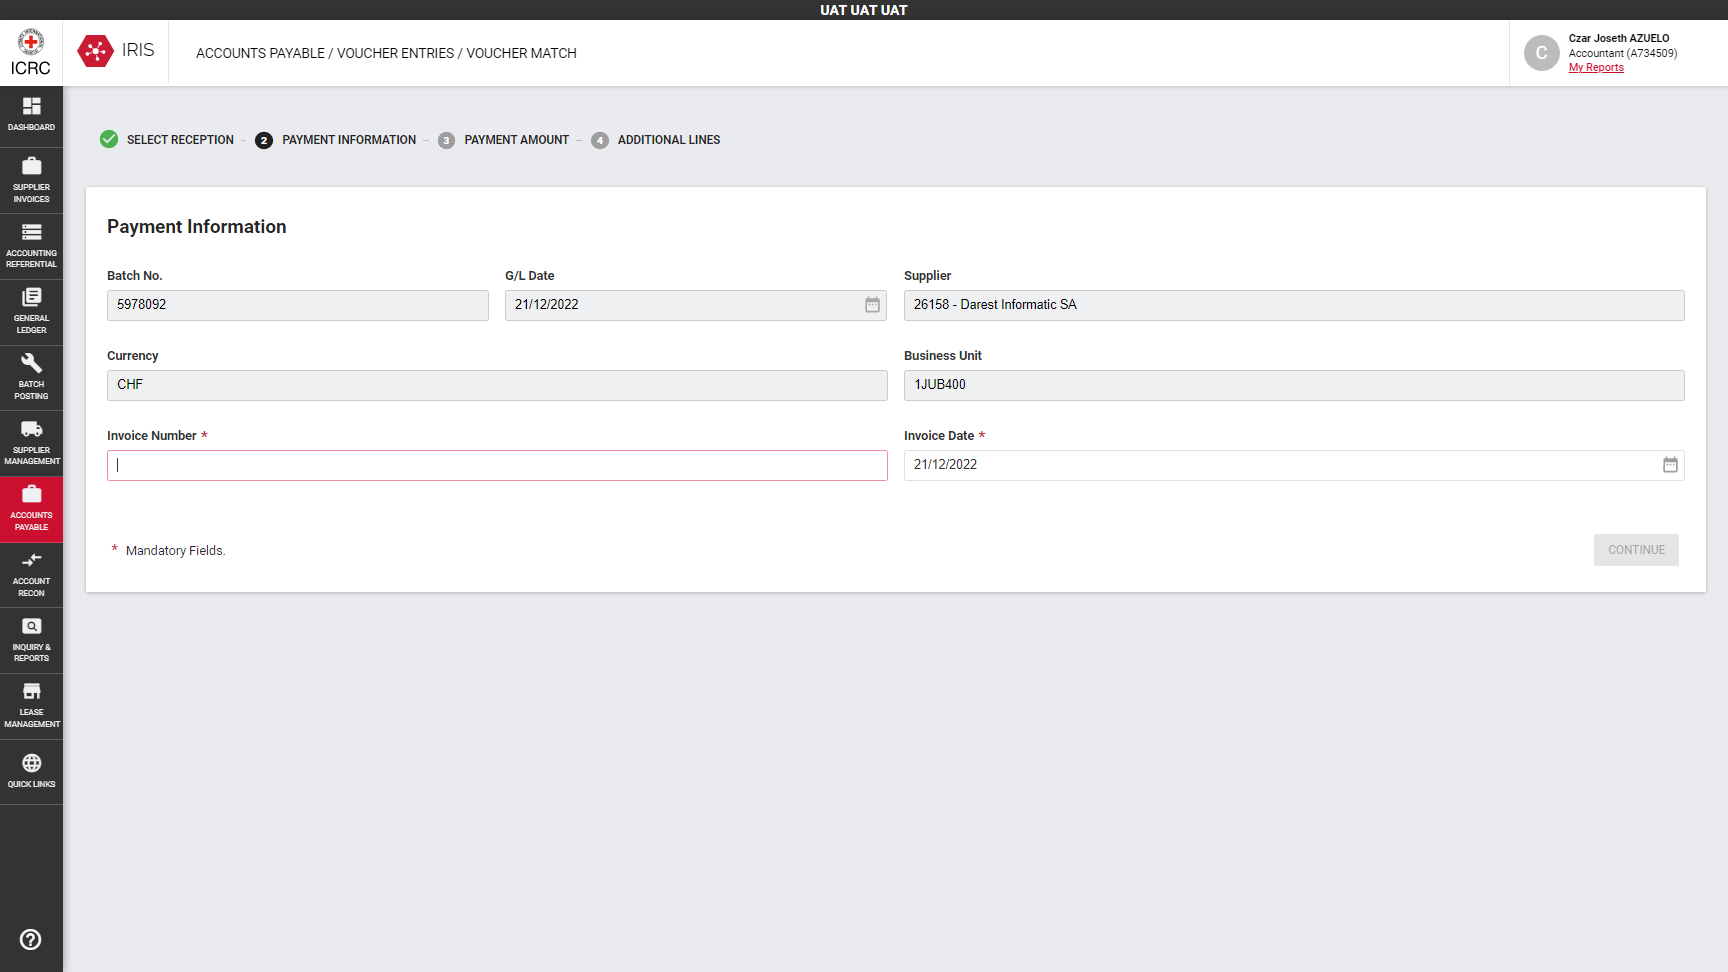 UAT UAT UAT
ICRC
IRIS
ACCOUNTS PAYABLE / VOUCHER ENTRIES / VOUCHER MATCH
C
Czar Joseth AZUELO
Accountant (A734509)
My Reports
DASHBOARD
SUPPLIER
INVOICES
ACCOUNTING
REFERENTIAL
GENERAL
LEDGER
BATCH
POSTING
SUPPLIER
MANAGEMENT
ACCOUNTS
PAYABLE
ACCOUNT
RECON
INQUIRY &
REPORTS
LEASE
MANAGEMENT
QUICK LINKS
?
SELECT RECEPTION – 2 PAYMENT INFORMATION – 3 PAYMENT AMOUNT – 4 ADDITIONAL LINES
Payment Information
Batch No.
5978092
G/L Date
21/12/2022
Supplier
26158 - Darest Informatic SA
Currency
CHF
Business Unit
1JUB400
Invoice Number *
Invoice Date *
21/12/2022
* Mandatory Fields.
CONTINUE